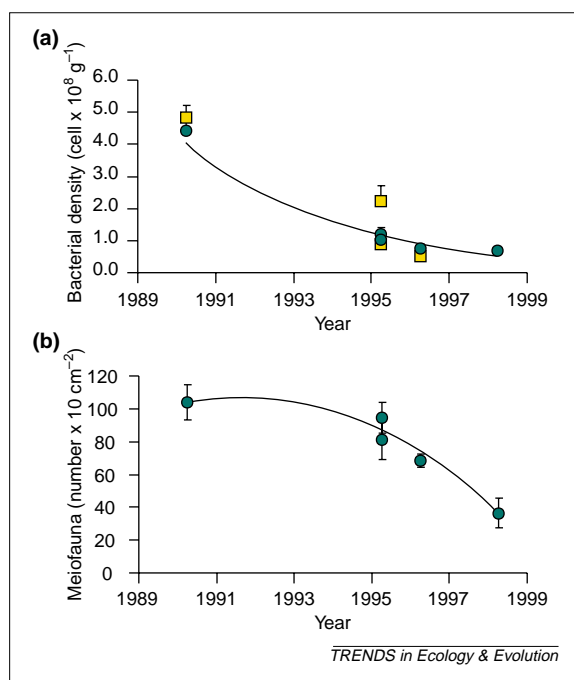 (a)
Bacterial density (cell x 10⁸ g⁻¹)
6.0
5.0
4.0
3.0
2.0
1.0
0.0
1989 1991 1993 1995 1997 1999
Year
(b)
Meiofauna (number x 10 cm⁻²)
120
100
80
60
40
20
0
1989 1991 1993 1995 1997 1999
Year
TRENDS in Ecology & Evolution